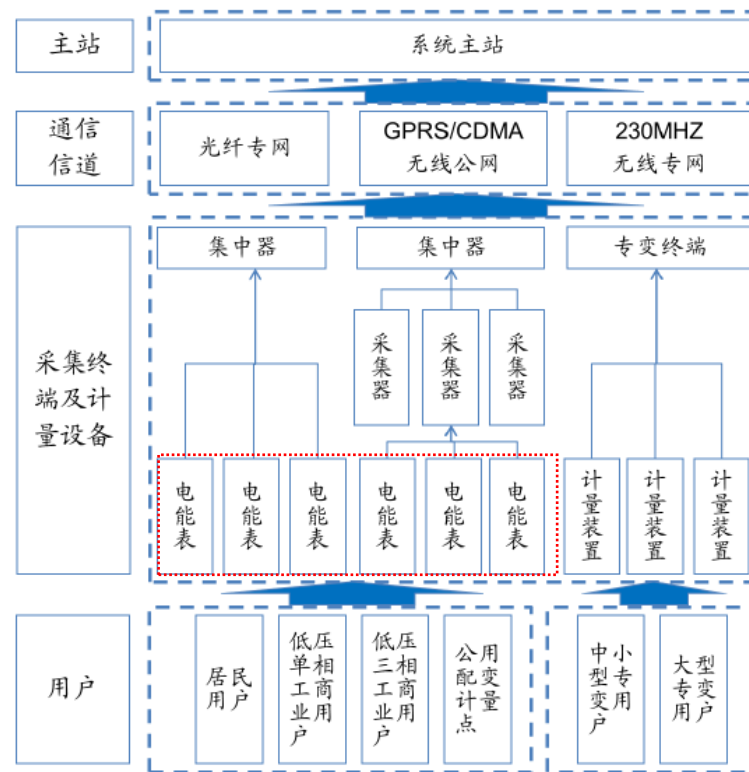 主站
系统主站
通信
信道
光纤专网
GPRS/CDMA
无线公网
230MHZ
无线专网
采集终
端及计
量设备
集中器
集中器
专变终端
采集器
采集器
采集器
电能表
电能表
电能表
电能表
电能表
电能表
计量装置
计量装置
计量装置
用户
居民
用户
低压
单相
工商
业用
户
低压
三相
工商
业用
户
公用
配变
计量
点
中小
型专
变用
户
大型
专变
用户